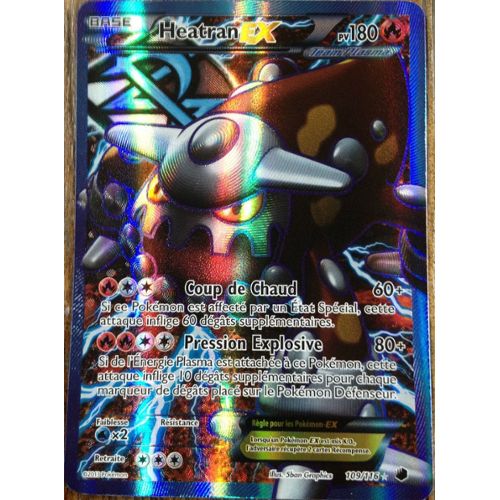 BASE
Heatran EX PV180
Team Plasma
Coup de Chaud 60+
Si ce Pokémon est affecté par un État Spécial, cette
attaque inflige 60 dégâts supplémentaires.
Pression Explosive 80+
Si de l'Énergie Plasma est attachée à ce Pokémon, cette
attaque inflige 10 dégâts supplémentaires pour chaque
marqueur de dégâts placé sur le Pokémon Défenseur.
Faiblesse Résistance
×2
Retraite
Règle pour les Pokémon-EX
Lorsqu'un Pokémon-EX est mis K.O.,
l'adversaire récupère 2 cartes Récompense.
©2013 Pokémon
Illus. 5ban Graphics 109/116